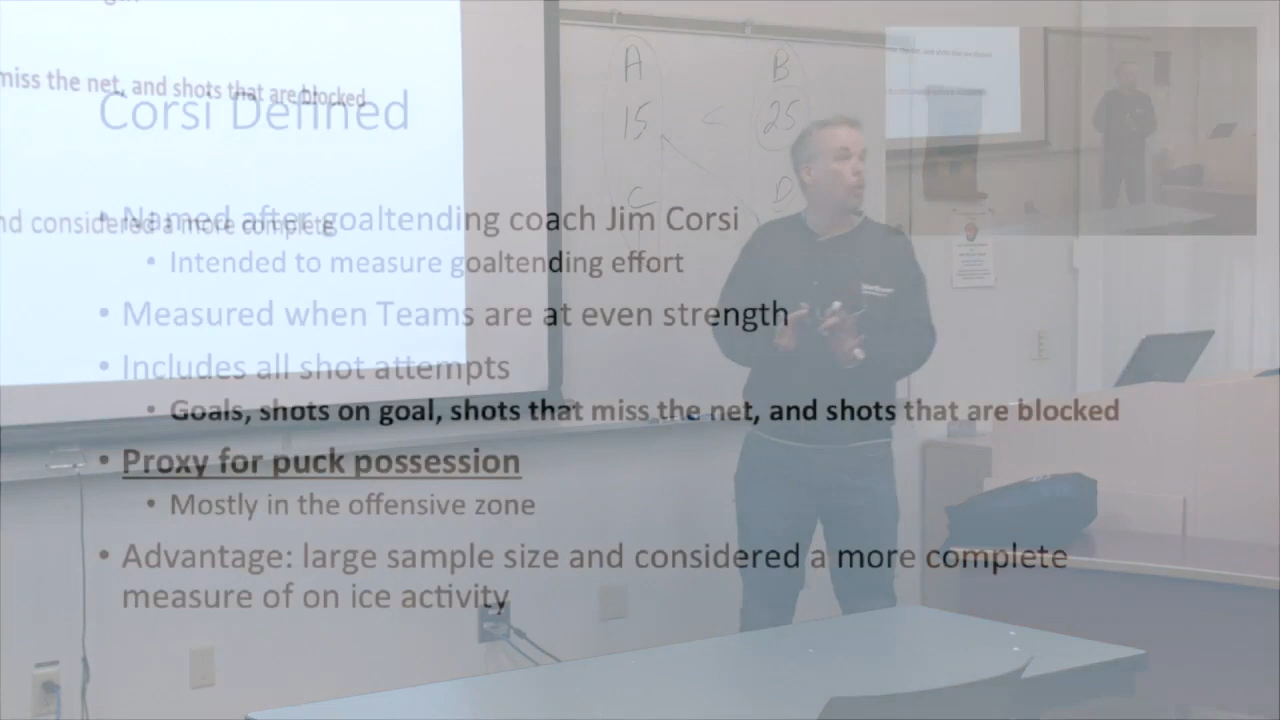 miss the net, and shots that are blocked
Corsi Defined
A B
15 < 25
C D
• Named after goaltending coach Jim Corsi
nd considered a more complete
• Intended to measure goaltending effort
• Measured when Teams are at even strength
• Includes all shot attempts
• Goals, shots on goal, shots that miss the net, and shots that are blocked
• Proxy for puck possession
• Mostly in the offensive zone
• Advantage: large sample size and considered a more complete
measure of on ice activity